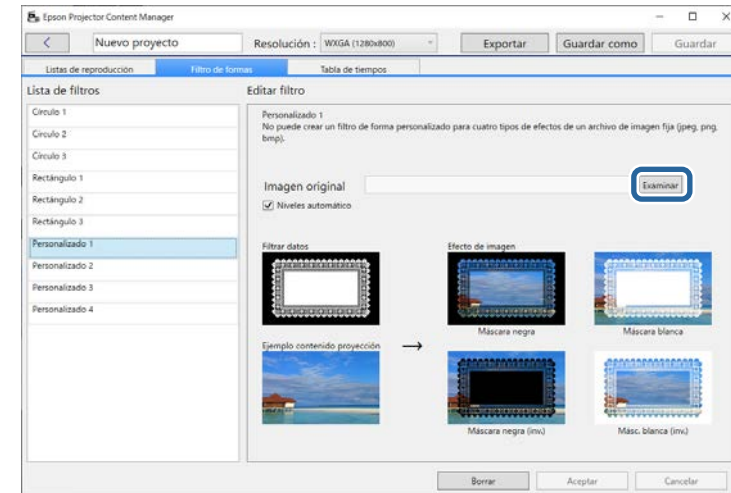 Epson Projector Content Manager
Nuevo proyecto Resolución : WXGA (1280x800) Exportar Guardar como Guardar
Listas de reproducción Filtro de formas Tabla de tiempos
Lista de filtros
Círculo 1
Círculo 2
Círculo 3
Rectángulo 1
Rectángulo 2
Rectángulo 3
Personalizado 1
Personalizado 2
Personalizado 3
Personalizado 4
Editar filtro
Personalizado 1
No puede crear un filtro de forma personalizado para cuatro tipos de efectos de un archivo de imagen fija (jpeg, png,
bmp).
Imagen original Examinar
Niveles automático
Filtrar datos
Efecto de imagen
Máscara negra
Máscara blanca
Ejemplo contenido proyección
Máscara negra (inv.)
Másc. blanca (inv.)
Borrar Aceptar Cancelar